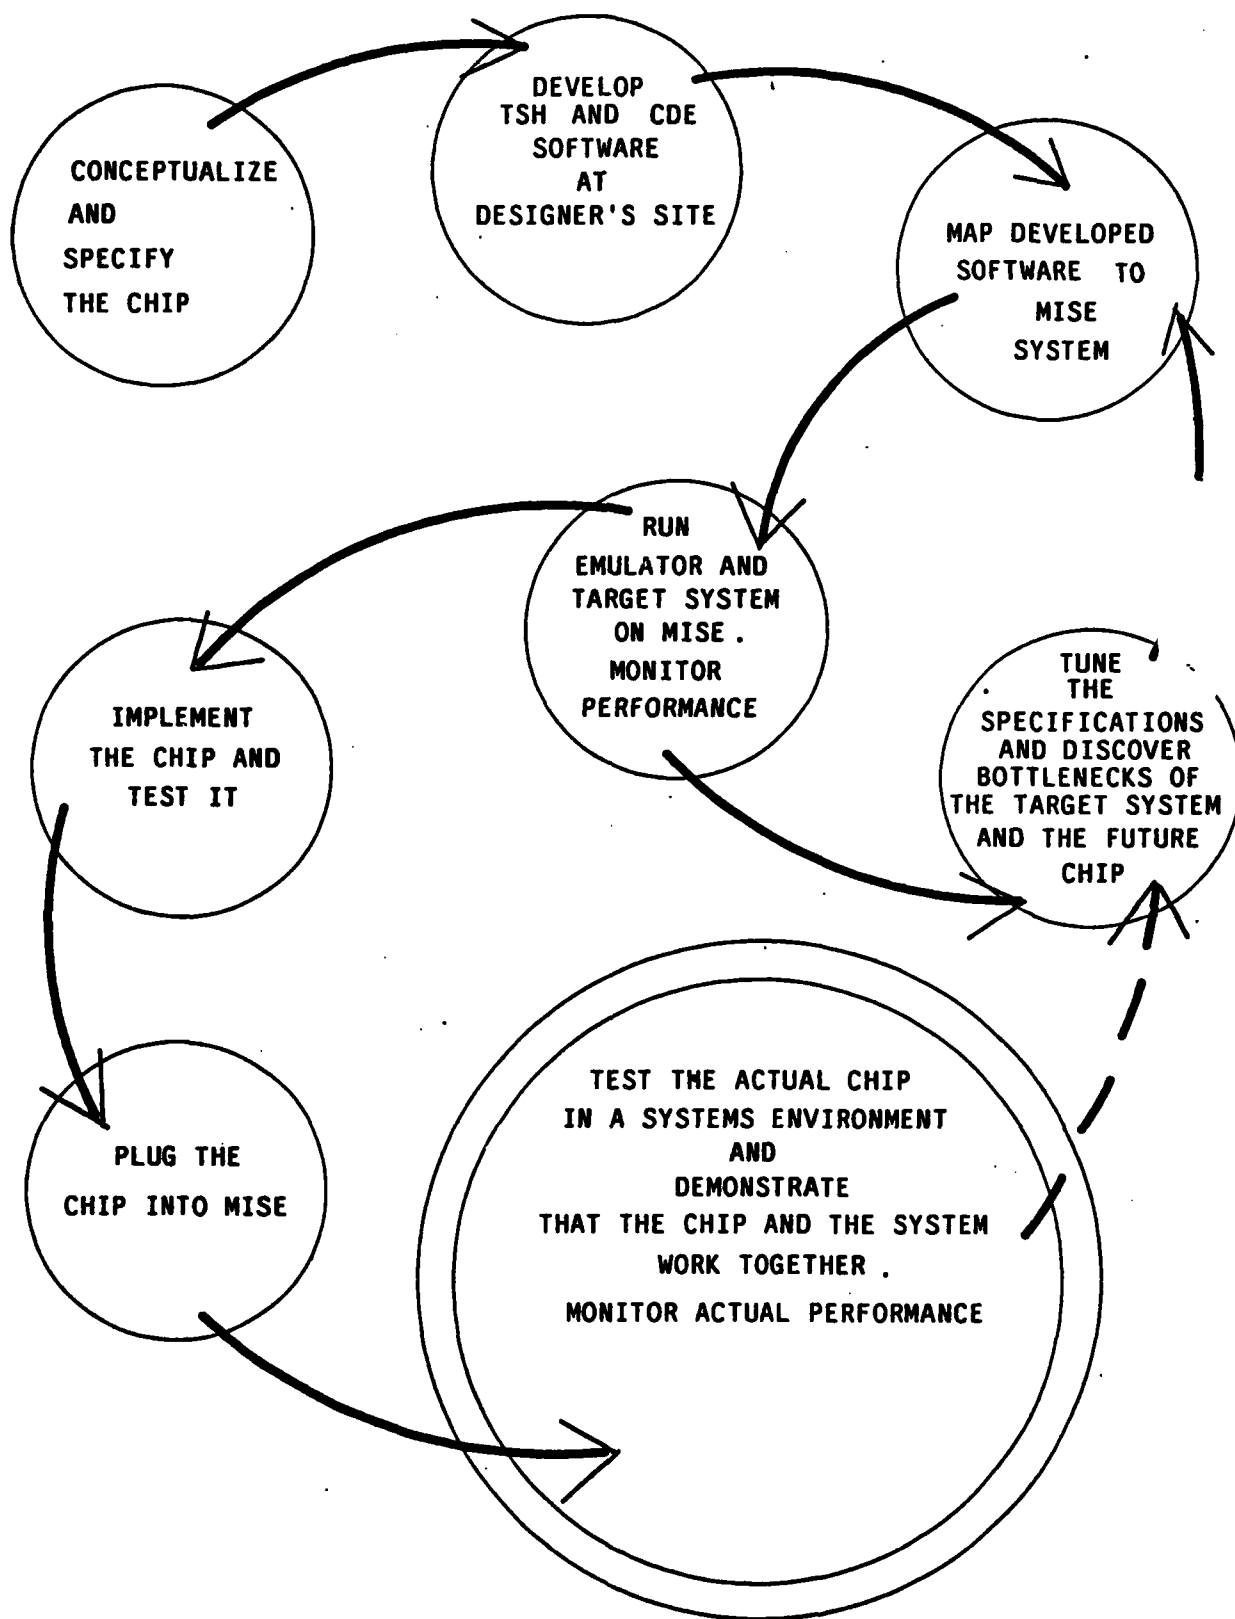 CONCEPTUALIZE
AND
SPECIFY
THE CHIP
DEVELOP
TSH AND CDE
SOFTWARE
AT
DESIGNER'S SITE
MAP DEVELOPED
SOFTWARE TO
MISE
SYSTEM
RUN
EMULATOR AND
TARGET SYSTEM
ON MISE.
MONITOR
PERFORMANCE
TUNE
THE
SPECIFICATIONS
AND DISCOVER
BOTTLENECKS OF
THE TARGET SYSTEM
AND THE FUTURE
CHIP
IMPLEMENT
THE CHIP AND
TEST IT
PLUG THE
CHIP INTO MISE
TEST THE ACTUAL CHIP
IN A SYSTEMS ENVIRONMENT
AND
DEMONSTRATE
THAT THE CHIP AND THE SYSTEM
WORK TOGETHER.
MONITOR ACTUAL PERFORMANCE